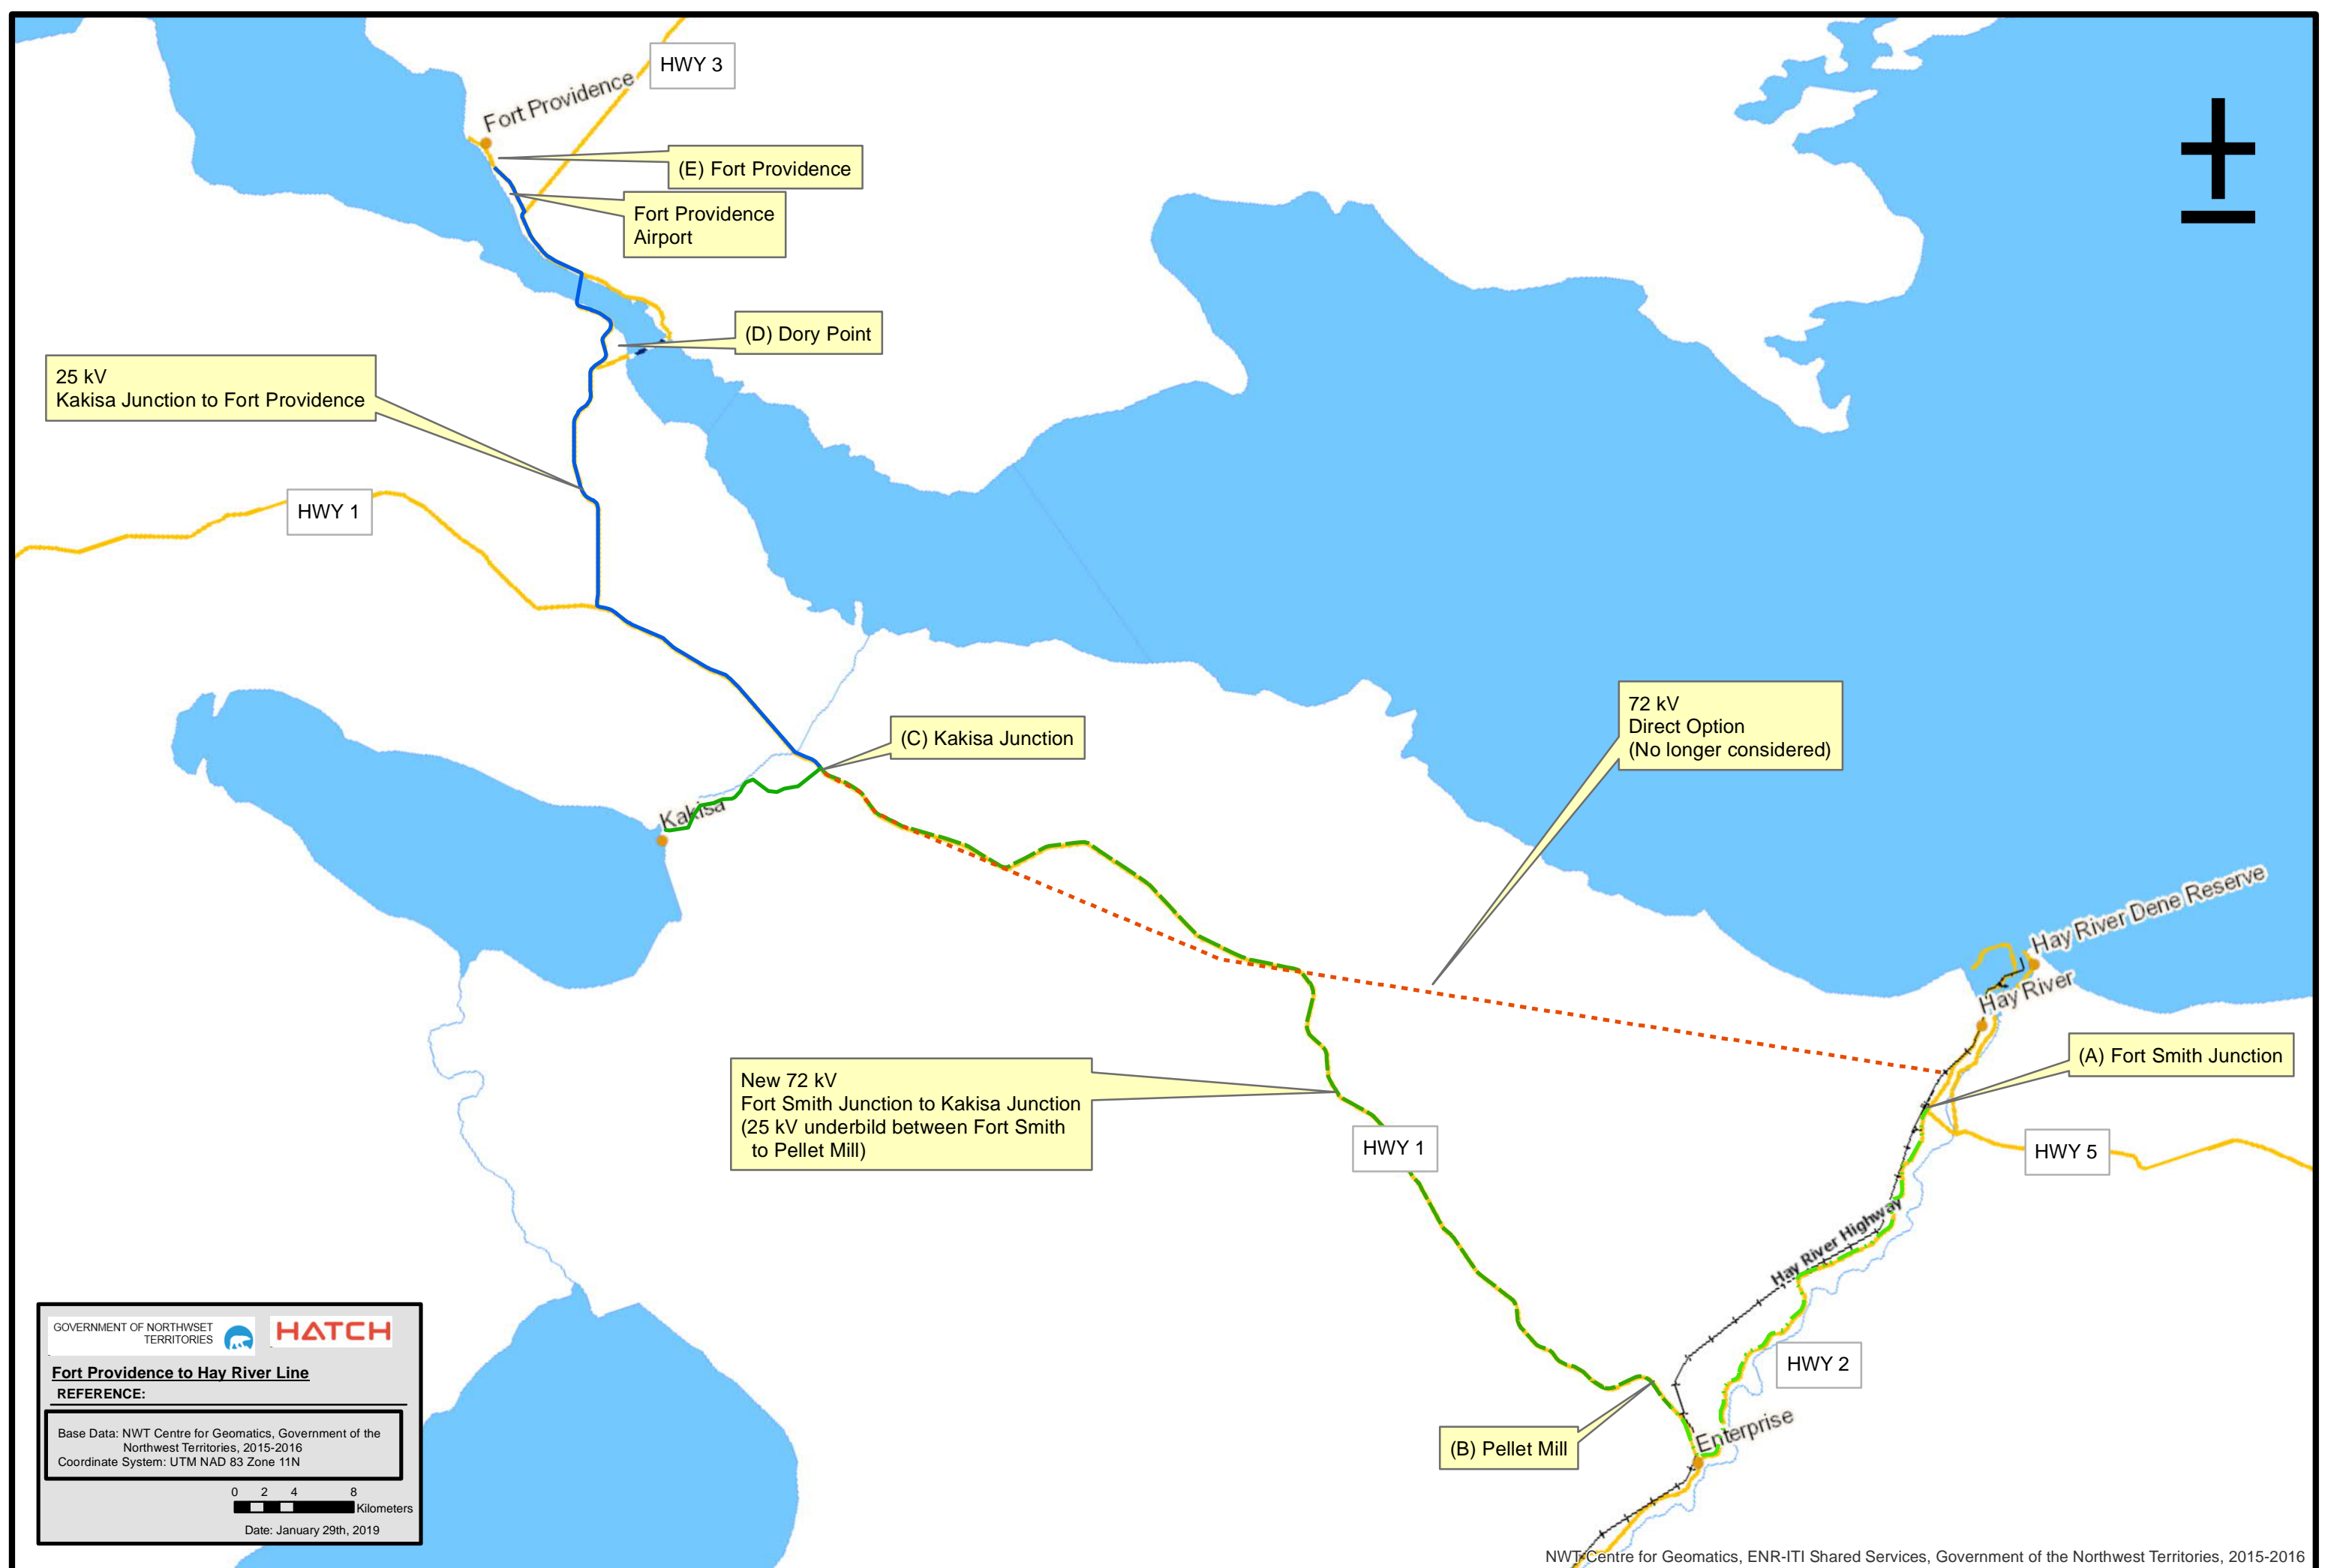 HWY 3
Fort Providence
(E) Fort Providence
Fort Providence
Airport
(D) Dory Point
25 kV
Kakisa Junction to Fort Providence
HWY 1
72 kV
Direct Option
(No longer considered)
(C) Kakisa Junction
Kakisa
Hay River Dene Reserve
Hay River
(A) Fort Smith Junction
New 72 kV
Fort Smith Junction to Kakisa Junction
(25 kV underbild between Fort Smith
to Pellet Mill)
HWY 1
HWY 5
Hay River Highway
HWY 2
(B) Pellet Mill
Enterprise
GOVERNMENT OF NORTHWSET
TERRITORIES
HATCH
Fort Providence to Hay River Line
REFERENCE:
Base Data: NWT Centre for Geomatics, Government of the
Northwest Territories, 2015-2016
Coordinate System: UTM NAD 83 Zone 11N
0 2 4 8
Kilometers
Date: January 29th, 2019
NWT Centre for Geomatics, ENR-ITI Shared Services, Government of the Northwest Territories, 2015-2016